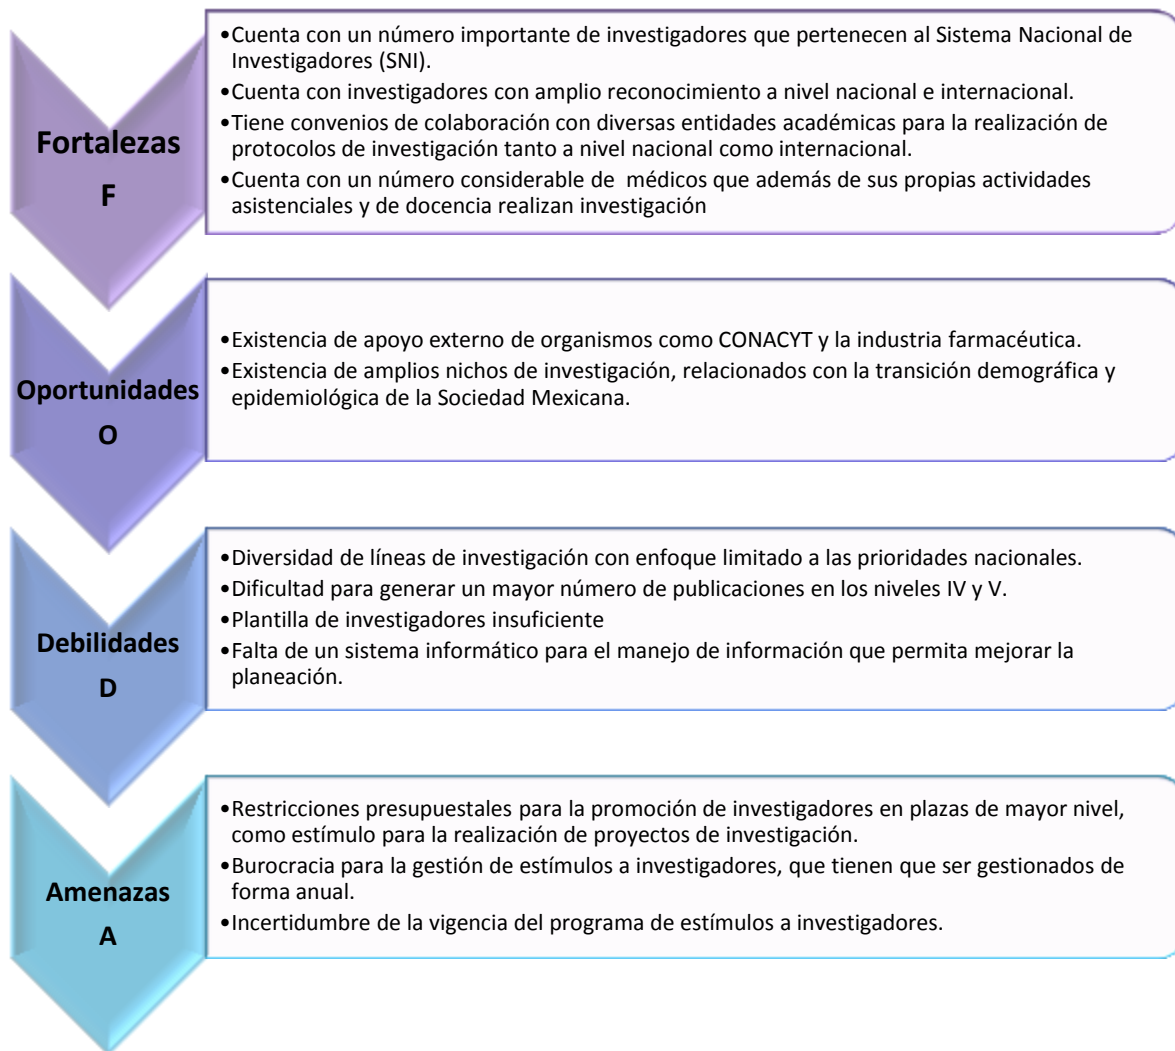 Fortalezas
F
•Cuenta con un número importante de investigadores que pertenecen al Sistema Nacional de
Investigadores (SNI).
•Cuenta con investigadores con amplio reconocimiento a nivel nacional e internacional.
•Tiene convenios de colaboración con diversas entidades académicas para la realización de
protocolos de investigación tanto a nivel nacional como internacional.
•Cuenta con un número considerable de  médicos que además de sus propias actividades
asistenciales y de docencia realizan investigación
Oportunidades
O
•Existencia de apoyo externo de organismos como CONACYT y la industria farmacéutica.
•Existencia de amplios nichos de investigación, relacionados con la transición demográfica y
epidemiológica de la Sociedad Mexicana.
Debilidades
D
•Diversidad de líneas de investigación con enfoque limitado a las prioridades nacionales.
•Dificultad para generar un mayor número de publicaciones en los niveles IV y V.
•Plantilla de investigadores insuficiente
•Falta de un sistema informático para el manejo de información que permita mejorar la
planeación.
Amenazas
A
•Restricciones presupuestales para la promoción de investigadores en plazas de mayor nivel,
como estímulo para la realización de proyectos de investigación.
•Burocracia para la gestión de estímulos a investigadores, que tienen que ser gestionados de
forma anual.
•Incertidumbre de la vigencia del programa de estímulos a investigadores.